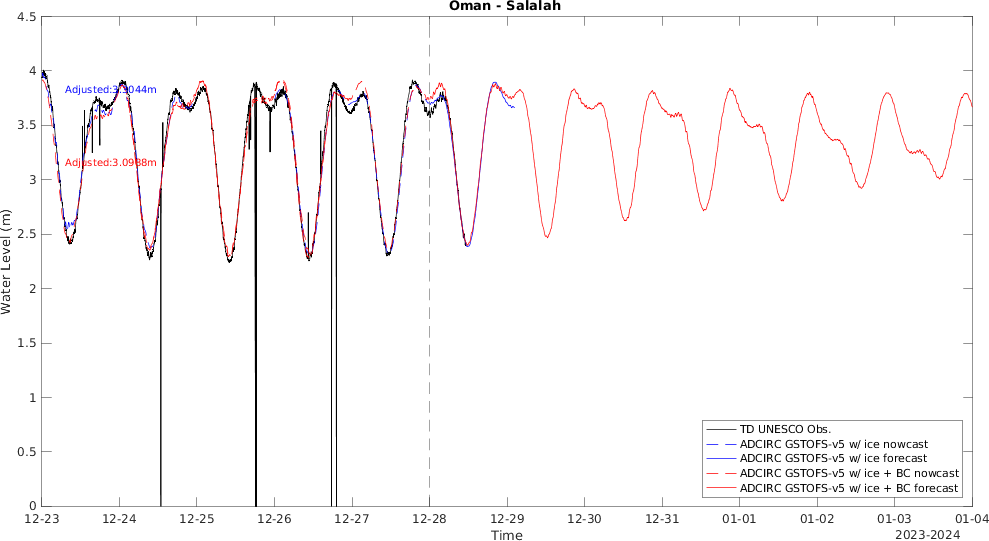 Oman - Salalah
4.5
4
3.5
3
2.5
2
1.5
1
0.5
0
Water Level (m)
Adjusted:3.1044m
Adjusted:3.0988m
TD UNESCO Obs.
ADCIRC GSTOFS-v5 w/ ice nowcast
ADCIRC GSTOFS-v5 w/ ice forecast
ADCIRC GSTOFS-v5 w/ ice + BC nowcast
ADCIRC GSTOFS-v5 w/ ice + BC forecast
12-23 12-24 12-25 12-26 12-27 12-28 12-29 12-30 12-31 01-01 01-02 01-03 01-04
Time
2023-2024